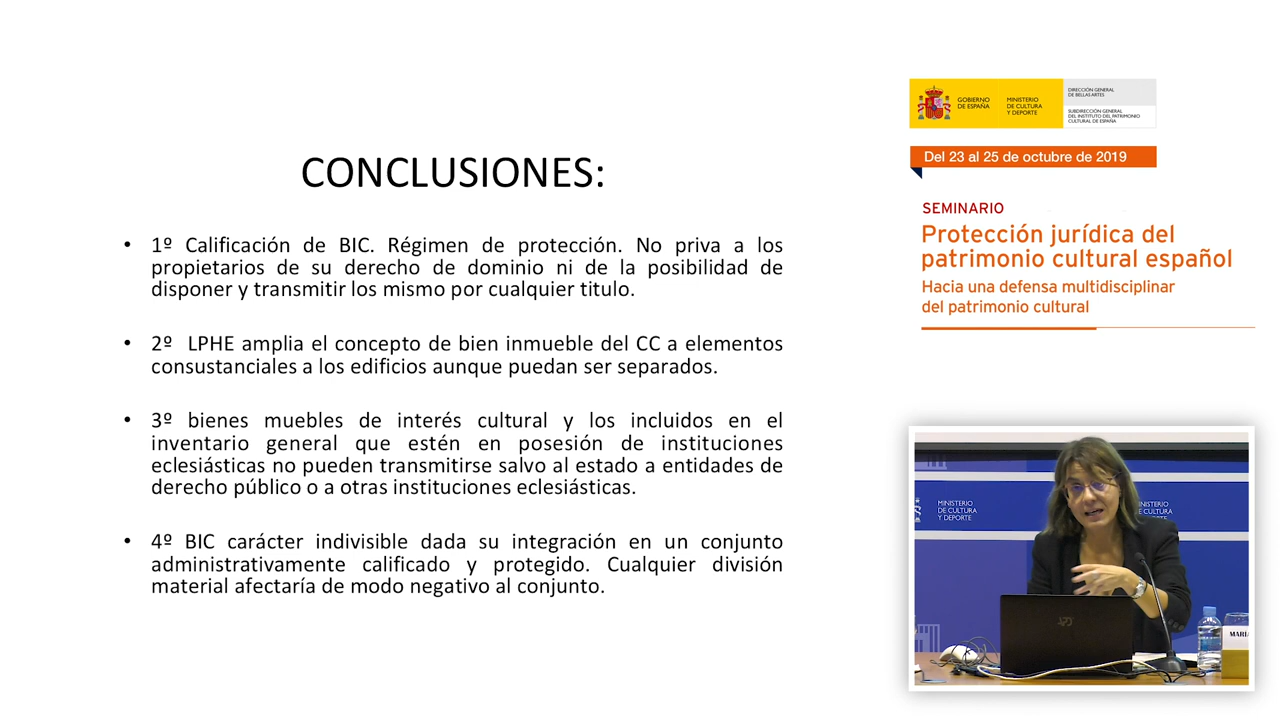 CONCLUSIONES:
• 1º Calificación de BIC. Régimen de protección. No priva a los
propietarios de su derecho de dominio ni de la posibilidad de
disponer y transmitir los mismo por cualquier titulo.
• 2º LPHE amplia el concepto de bien inmueble del CC a elementos
consustanciales a los edificios aunque puedan ser separados.
• 3º bienes muebles de interés cultural y los incluidos en el
inventario general que estén en posesión de instituciones
eclesiásticas no pueden transmitirse salvo al estado a entidades de
derecho público o a otras instituciones eclesiásticas.
• 4º BIC carácter indivisible dada su integración en un conjunto
administrativamente calificado y protegido. Cualquier división
material afectaría de modo negativo al conjunto.
GOBIERNO
DE ESPAÑA
MINISTERIO
DE CULTURA
Y DEPORTE
DIRECCIÓN GENERAL
DE BELLAS ARTES
SUBDIRECCIÓN GENERAL
DEL INSTITUTO DEL PATRIMONIO
CULTURAL DE ESPAÑA
Del 23 al 25 de octubre de 2019
SEMINARIO
Protección jurídica del
patrimonio cultural español
Hacia una defensa multidisciplinar
del patrimonio cultural
MINISTERIO
DE CULTURA
Y DEPORTE
NISTERIO
E CULTURA
DEPORTE